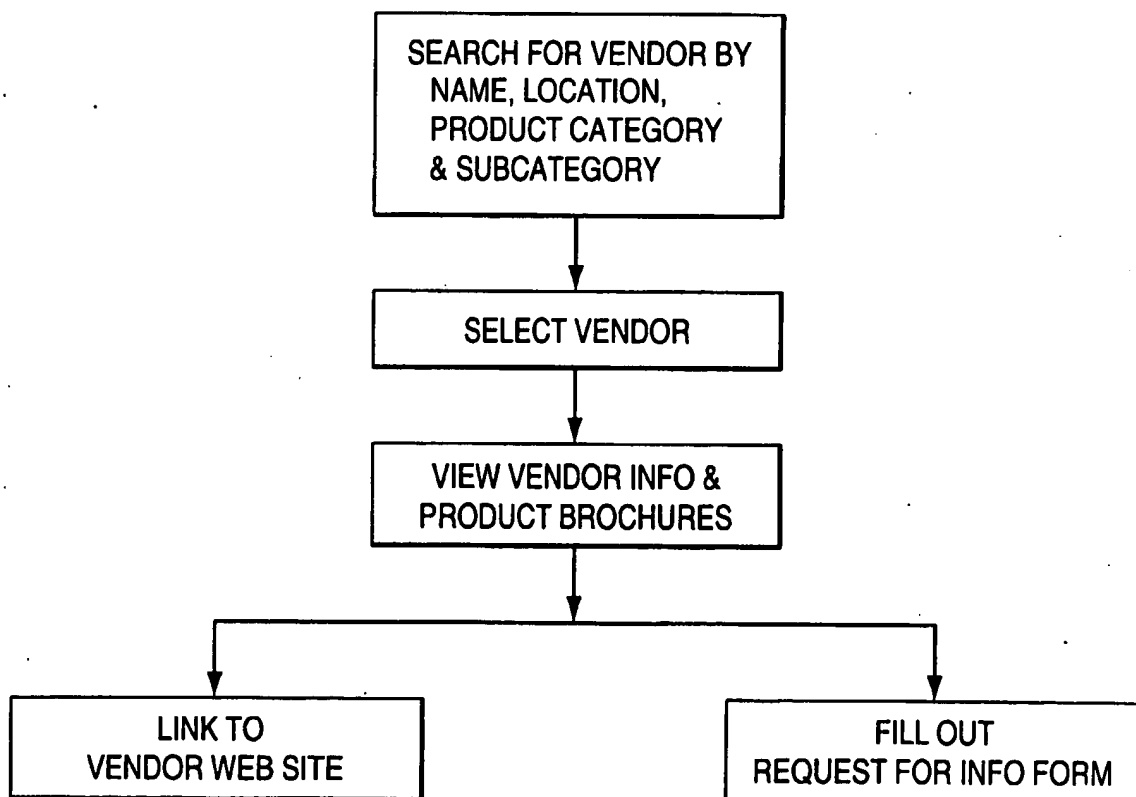 SEARCH FOR VENDOR BY
NAME, LOCATION,
PRODUCT CATEGORY
& SUBCATEGORY
SELECT VENDOR
VIEW VENDOR INFO &
PRODUCT BROCHURES
LINK TO
VENDOR WEB SITE
FILL OUT
REQUEST FOR INFO FORM